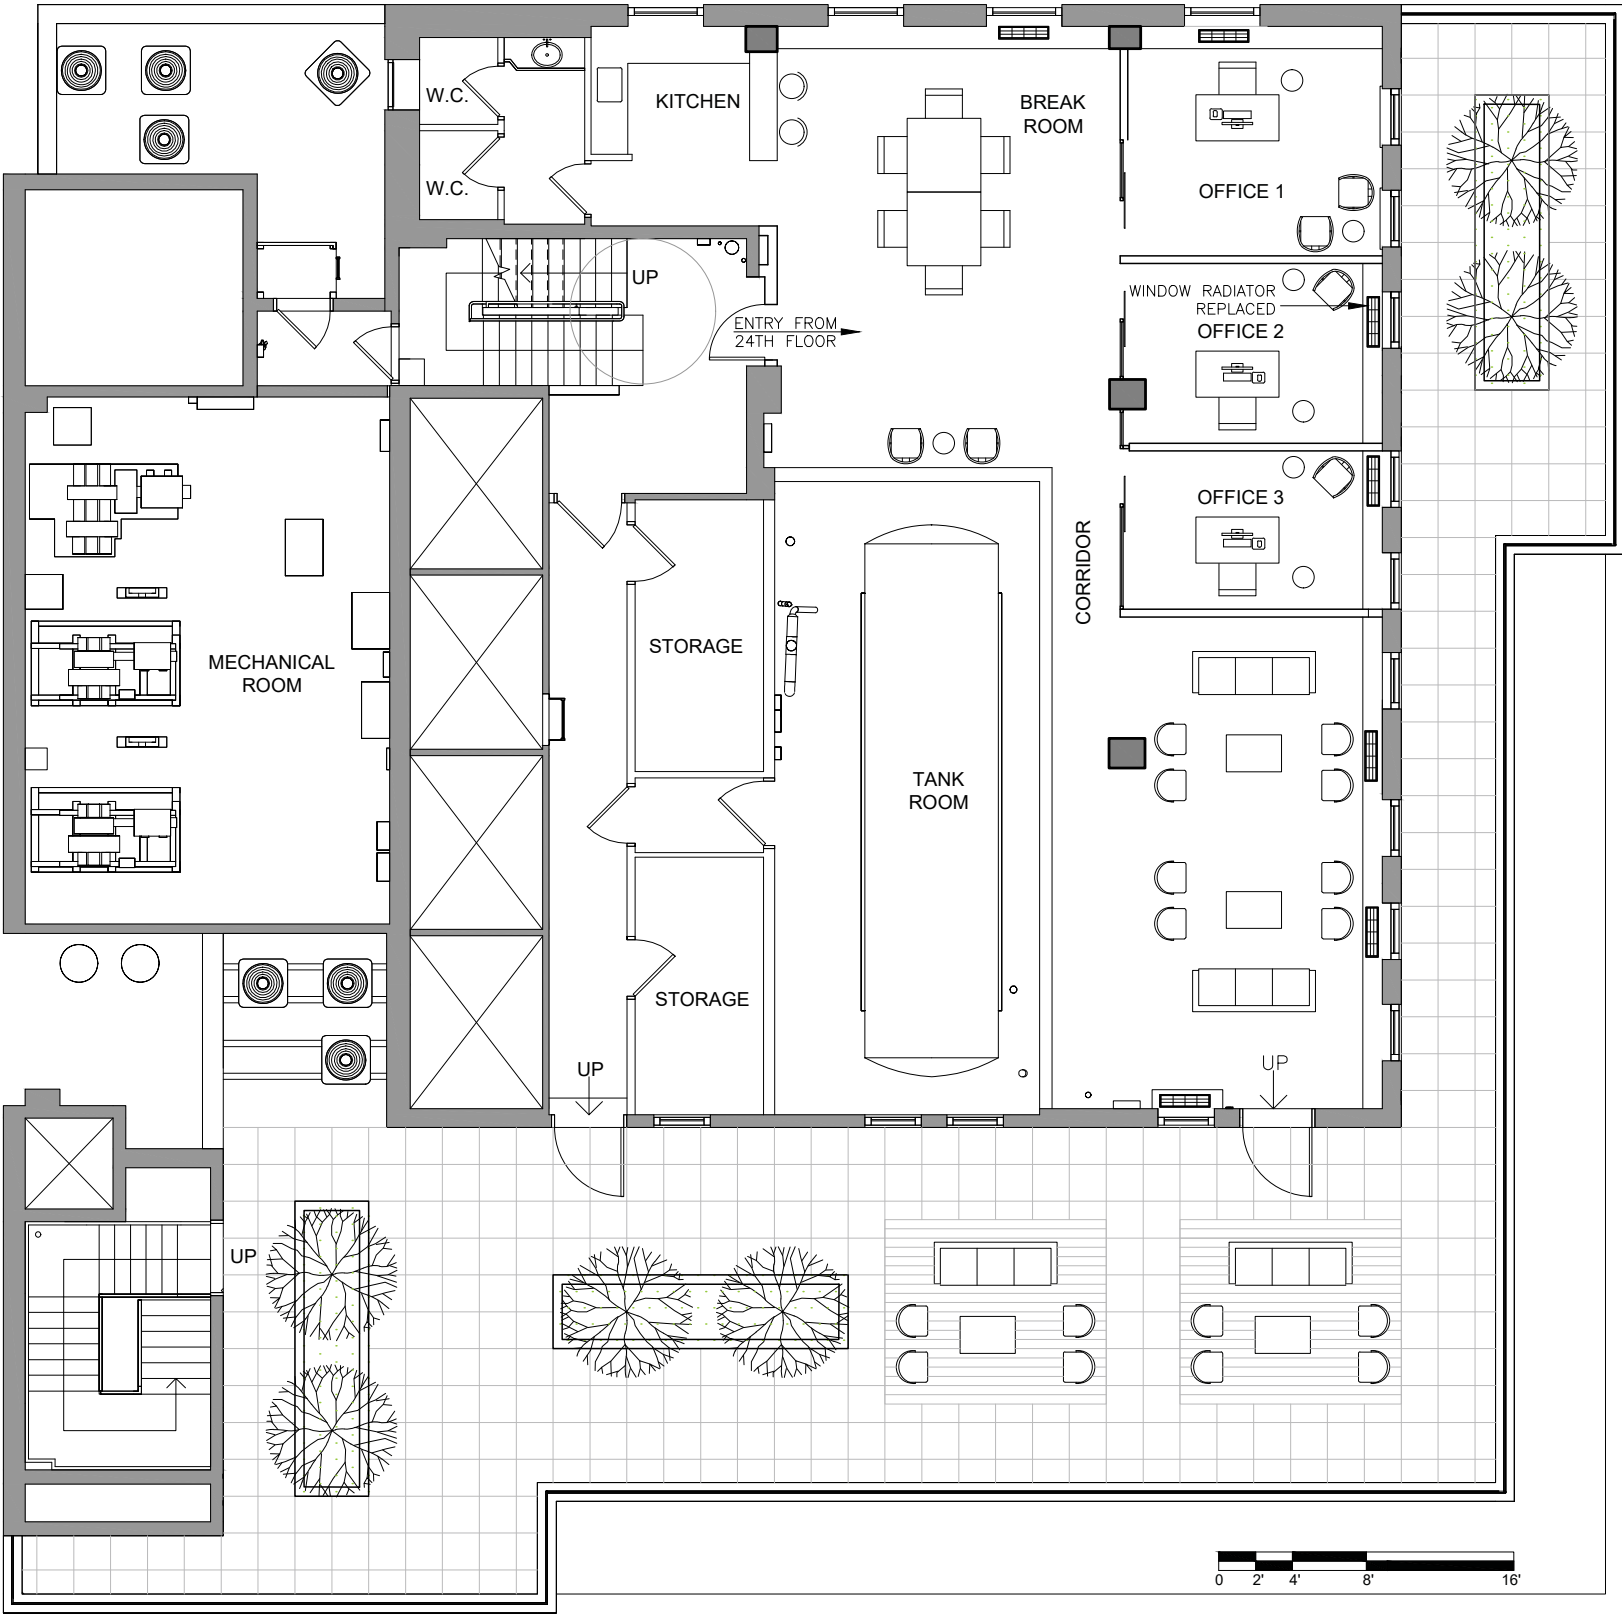 W.C.
KITCHEN
BREAK
ROOM
W.C.
OFFICE 1
UP
WINDOW RADIATOR
REPLACED
ENTRY FROM
24TH FLOOR
OFFICE 2
OFFICE 3
CORRIDOR
STORAGE
MECHANICAL
ROOM
TANK
ROOM
STORAGE
UP
UP
UP
0 2' 4' 8' 16'